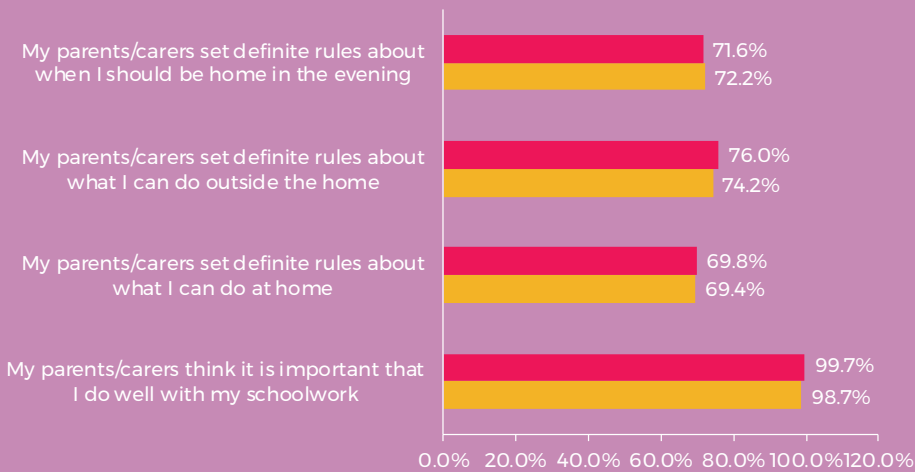 My parents/carers set definite rules about
when I should be home in the evening
71.6%
72.2%
My parents/carers set definite rules about
what I can do outside the home
76.0%
74.2%
My parents/carers set definite rules about
what I can do at home
69.8%
69.4%
My parents/carers think it is important that
I do well with my schoolwork
99.7%
98.7%
0.0% 20.0% 40.0% 60.0% 80.0% 100.0% 120.0%